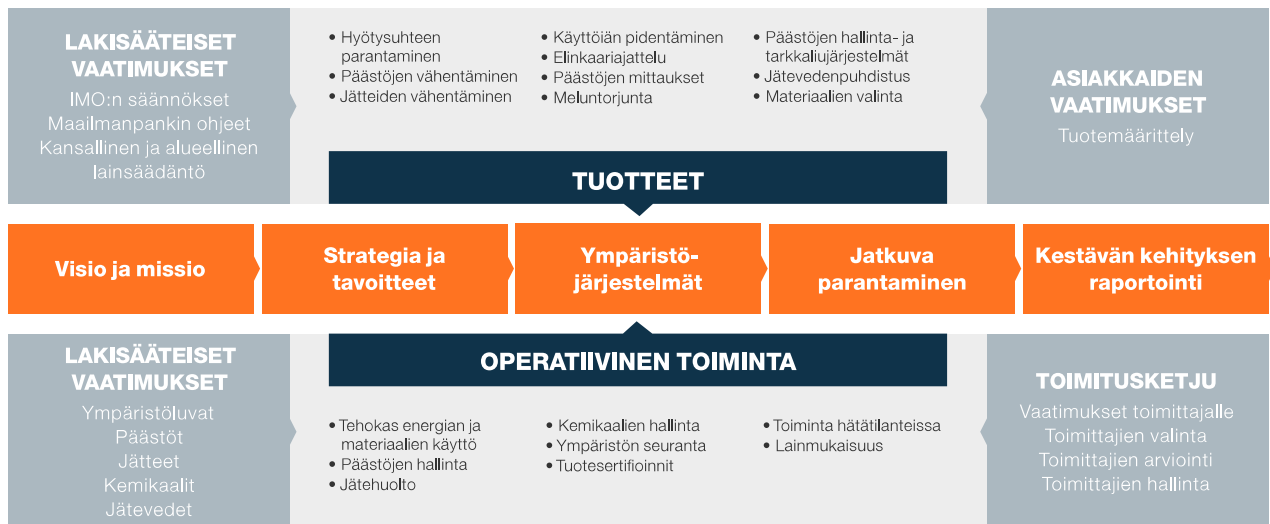 LAKISÄÄTEISET
VAATIMUKSET
IMO:n säännökset
Maailmanpankin ohjeet
Kansallinen ja alueellinen
lainsäädäntö
• Hyötysuhteen
parantaminen
• Päästöjen vähentäminen
• Jätteiden vähentäminen
• Käyttöiän pidentäminen
• Elinkaariajattelu
• Päästöjen mittaukset
• Meluntorjunta
• Päästöjen hallinta- ja
tarkkaliujärjestelmät
• Jätevedenpuhdistus
• Materiaalien valinta
ASIAKKAIDEN
VAATIMUKSET
Tuotemäärittely
TUOTTEET
Visio ja missio
Strategia ja
tavoitteet
Ympäristö-
järjestelmät
Jatkuva
parantaminen
Kestävän kehityksen
raportointi
LAKISÄÄTEISET
VAATIMUKSET
Ympäristöluvat
Päästöt
Jätteet
Kemikaalit
Jätevedet
OPERATIIVINEN TOIMINTA
• Tehokas energian ja
materiaalien käyttö
• Päästöjen hallinta
• Jätehuolto
• Kemikaalien hallinta
• Ympäristön seuranta
• Tuotesertifioinnit
• Toiminta hätätilanteissa
• Lainmukaisuus
TOIMITUSKETJU
Vaatimukset toimittajalle
Toimittajien valinta
Toimittajien arviointi
Toimittajien hallinta